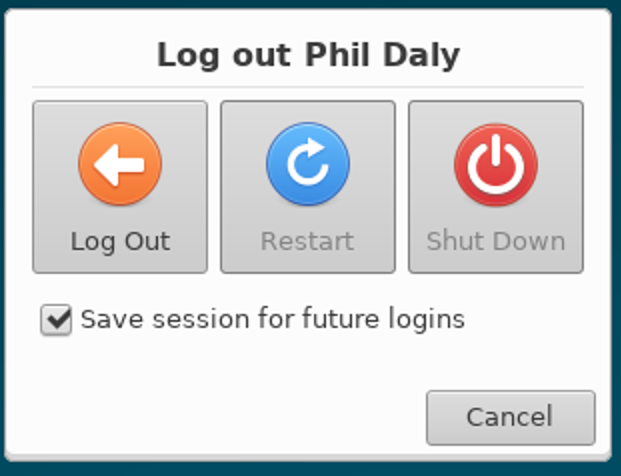 Log out Phil Daly
Log Out Restart Shut Down
Save session for future logins
Cancel